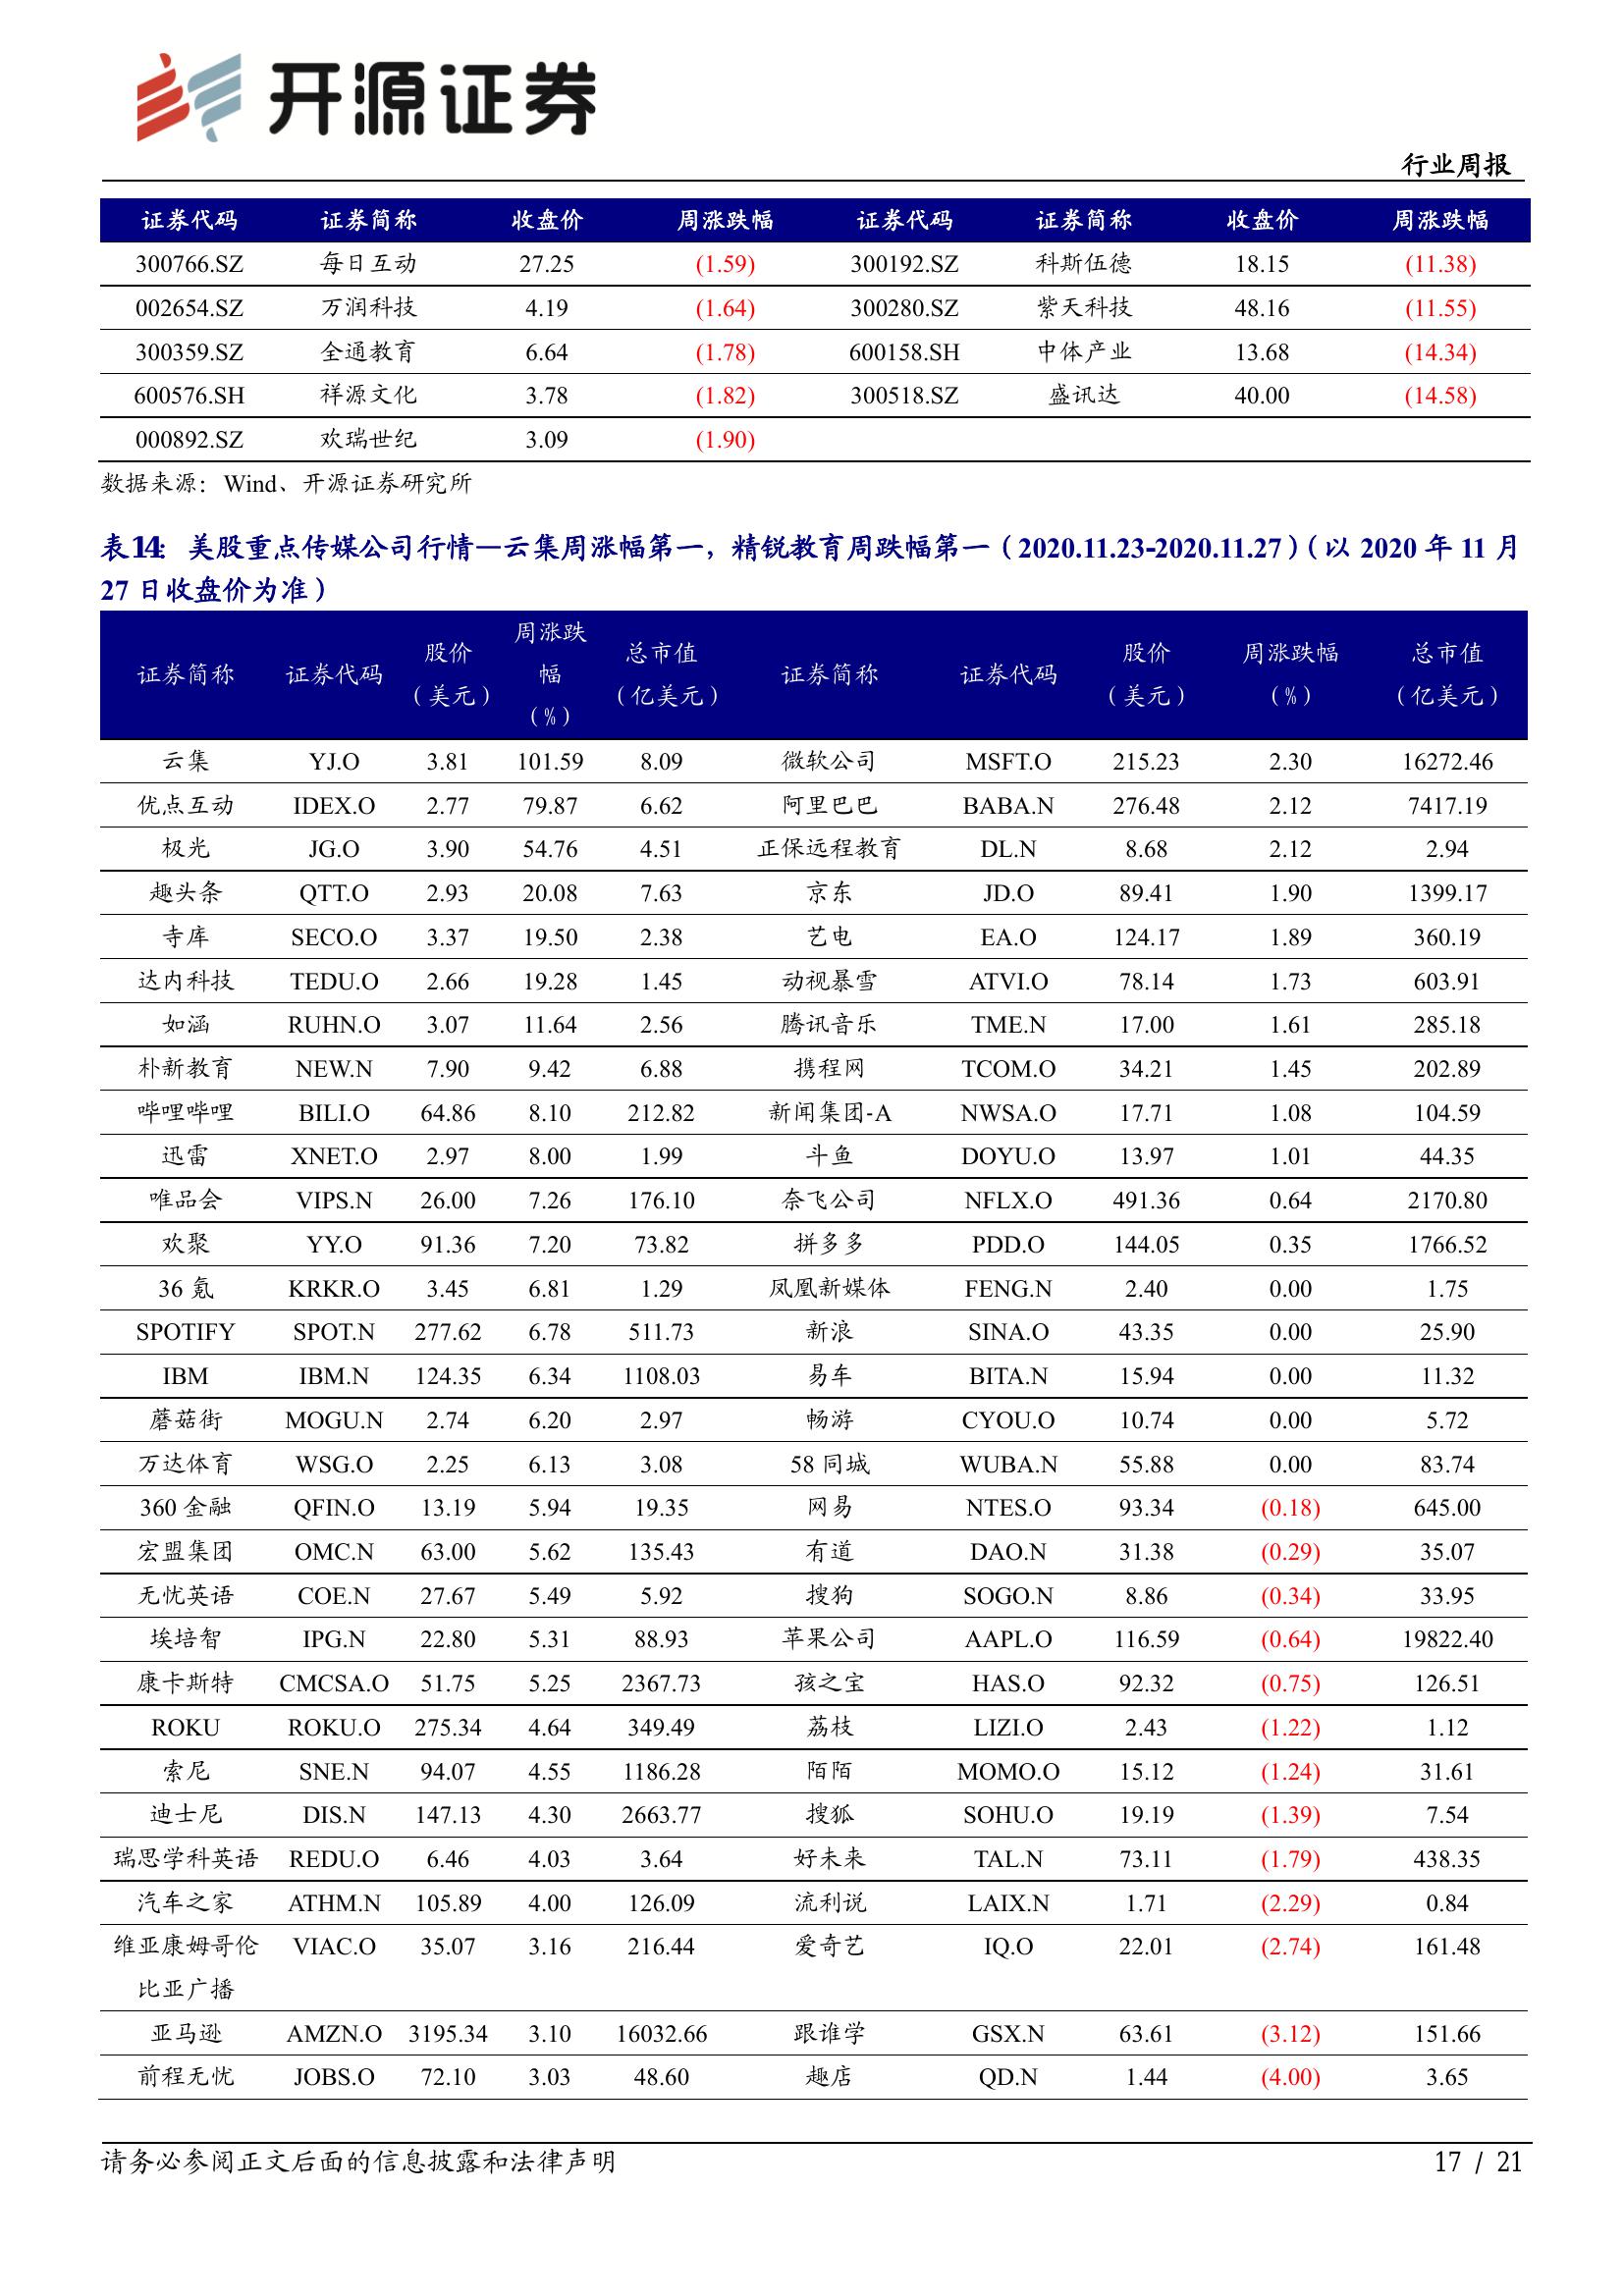 开源证券
行业周报
证券代码 证券简称 收盘价 周涨跌幅 证券代码 证券简称 收盘价 周涨跌幅
300766.SZ 每日互动 27.25 (1.59) 300192.SZ 科斯伍德 18.15 (11.38)
002654.SZ 万润科技 4.19 (1.64) 300280.SZ 紫天科技 48.16 (11.55)
300359.SZ 全通教育 6.64 (1.78) 600158.SH 中体产业 13.68 (14.34)
600576.SH 祥源文化 3.78 (1.82) 300518.SZ 盛讯达 40.00 (14.58)
000892.SZ 欢瑞世纪 3.09 (1.90)
数据来源：Wind、开源证券研究所
表14： 美股重点传媒公司行情—云集周涨幅第一，精锐教育周跌幅第一（2020.11.23-2020.11.27）（以 2020 年 11 月
27 日收盘价为准）
证券简称 证券代码 股价（美元） 周涨跌幅（%） 总市值（亿美元） 证券简称 证券代码 股价（美元） 周涨跌幅（%） 总市值（亿美元）
云集 YJ.O 3.81 101.59 8.09 微软公司 MSFT.O 215.23 2.30 16272.46
优点互动 IDEX.O 2.77 79.87 6.62 阿里巴巴 BABA.N 276.48 2.12 7417.19
极光 JG.O 3.90 54.76 4.51 正保远程教育 DL.N 8.68 2.12 2.94
趣头条 QTT.O 2.93 20.08 7.63 京东 JD.O 89.41 1.90 1399.17
寺库 SECO.O 3.37 19.50 2.38 艺电 EA.O 124.17 1.89 360.19
达内科技 TEDU.O 2.66 19.28 1.45 动视暴雪 ATVI.O 78.14 1.73 603.91
如涵 RUHN.O 3.07 11.64 2.56 腾讯音乐 TME.N 17.00 1.61 285.18
朴新教育 NEW.N 7.90 9.42 6.88 携程网 TCOM.O 34.21 1.45 202.89
哔哩哔哩 BILI.O 64.86 8.10 212.82 新闻集团-A NWSA.O 17.71 1.08 104.59
迅雷 XNET.O 2.97 8.00 1.99 斗鱼 DOYU.O 13.97 1.01 44.35
唯品会 VIPS.N 26.00 7.26 176.10 奈飞公司 NFLX.O 491.36 0.64 2170.80
欢聚 YY.O 91.36 7.20 73.82 拼多多 PDD.O 144.05 0.35 1766.52
36 氪 KRKR.O 3.45 6.81 1.29 凤凰新媒体 FENG.N 2.40 0.00 1.75
SPOTIFY SPOT.N 277.62 6.78 511.73 新浪 SINA.O 43.35 0.00 25.90
IBM IBM.N 124.35 6.34 1108.03 易车 BITA.N 15.94 0.00 11.32
蘑菇街 MOGU.N 2.74 6.20 2.97 畅游 CYOU.O 10.74 0.00 5.72
万达体育 WSG.O 2.25 6.13 3.08 58 同城 WUBA.N 55.88 0.00 83.74
360 金融 QFIN.O 13.19 5.94 19.35 网易 NTES.O 93.34 (0.18) 645.00
宏盟集团 OMC.N 63.00 5.62 135.43 有道 DAO.N 31.38 (0.29) 35.07
无忧英语 COE.N 27.67 5.49 5.92 搜狗 SOGO.N 8.86 (0.34) 33.95
埃培智 IPG.N 22.80 5.31 88.93 苹果公司 AAPL.O 116.59 (0.64) 19822.40
康卡斯特 CMCSA.O 51.75 5.25 2367.73 孩之宝 HAS.O 92.32 (0.75) 126.51
ROKU ROKU.O 275.34 4.64 349.49 荔枝 LIZI.O 2.43 (1.22) 1.12
索尼 SNE.N 94.07 4.55 1186.28 陌陌 MOMO.O 15.12 (1.24) 31.61
迪士尼 DIS.N 147.13 4.30 2663.77 搜狐 SOHU.O 19.19 (1.39) 7.54
瑞思学科英语 REDU.O 6.46 4.03 3.64 好未来 TAL.N 73.11 (1.79) 438.35
汽车之家 ATHM.N 105.89 4.00 126.09 流利说 LAIX.N 1.71 (2.29) 0.84
维亚康姆哥伦 VIAC.O 35.07 3.16 216.44 爱奇艺 IQ.O 22.01 (2.74) 161.48
比亚广播
亚马逊 AMZN.O 3195.34 3.10 16032.66 跟谁学 GSX.N 63.61 (3.12) 151.66
前程无忧 JOBS.O 72.10 3.03 48.60 趣店 QD.N 1.44 (4.00) 3.65
请务必参阅正文后面的信息披露和法律声明 17 / 21